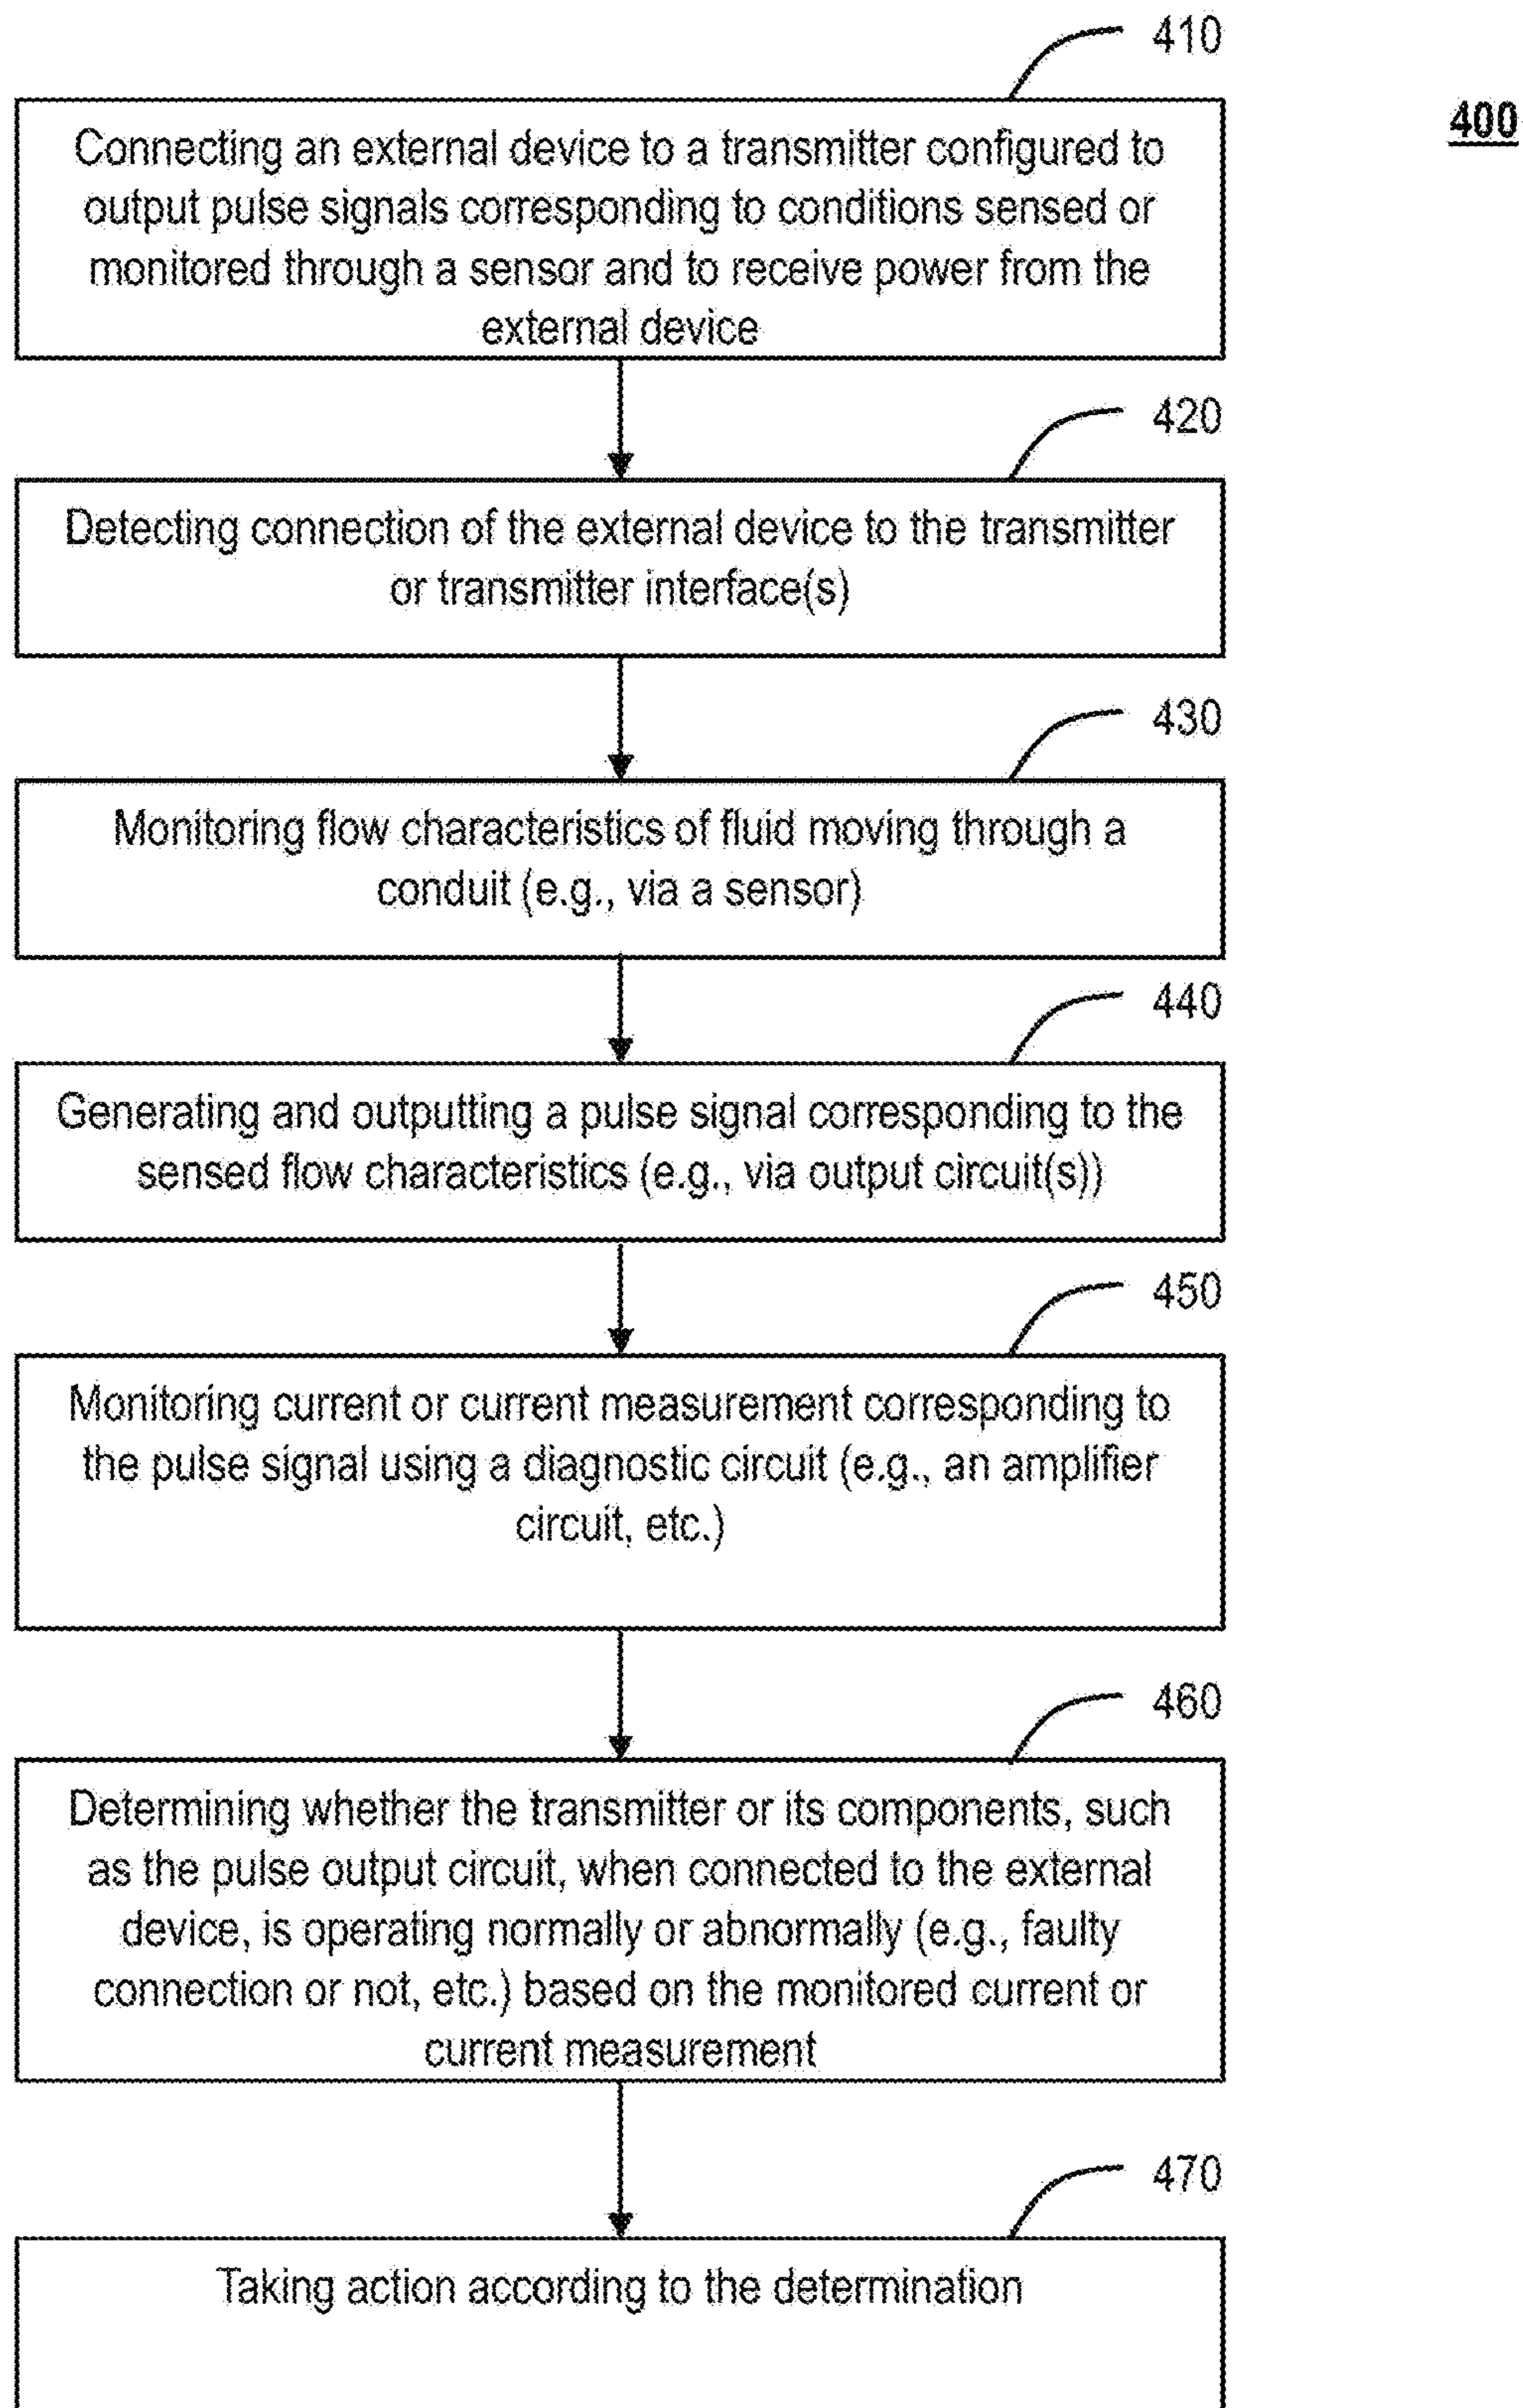 410
400
Connecting an external device to a transmitter configured to
output pulse signals corresponding to conditions sensed or
monitored through a sensor and to receive power from the
external device
420
Detecting connection of the external device to the transmitter
or transmitter interface(s)
430
Monitoring flow characteristics of fluid moving through a
conduit (e.g., via a sensor)
440
Generating and outputting a pulse signal corresponding to the
sensed flow characteristics (e.g., via output circuit(s))
450
Monitoring current or current measurement corresponding to
the pulse signal using a diagnostic circuit (e.g., an amplifier
circuit, etc.)
460
Determining whether the transmitter or its components, such
as the pulse output circuit, when connected to the external
device, is operating normally or abnormally (e.g., faulty
connection or not, etc.) based on the monitored current or
current measurement
470
Taking action according to the determination